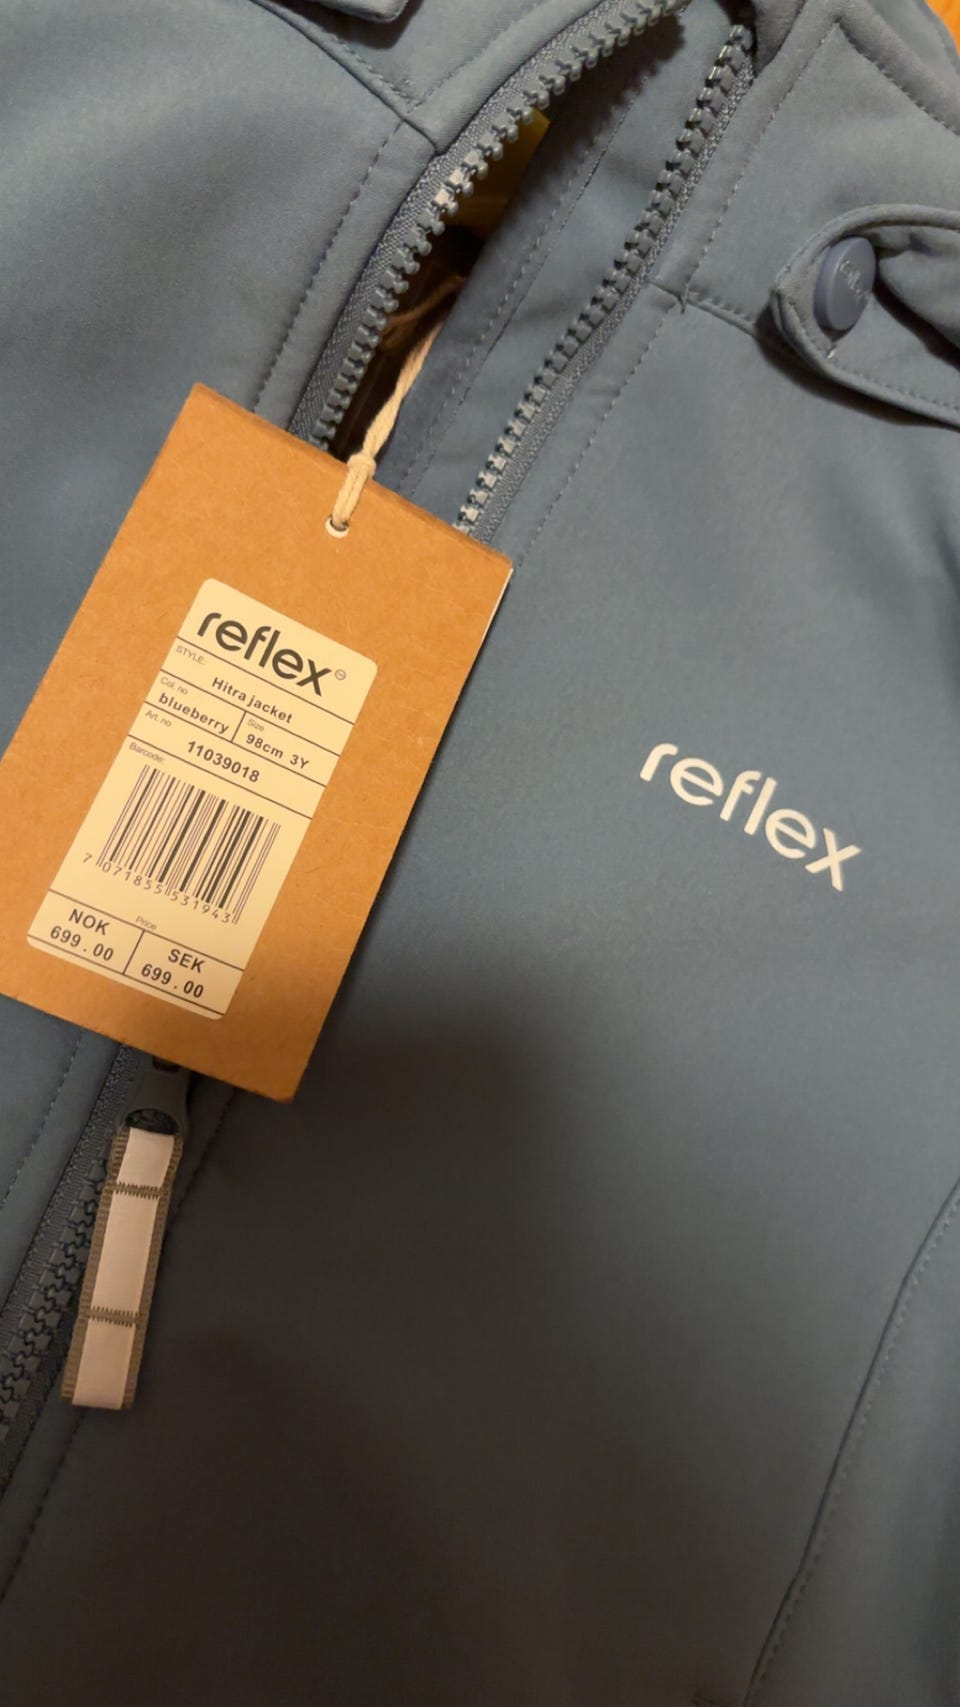 reflex
STYLE:
Hitra jacket
Col. no
blueberry
Size
98cm 3Y
Art. no
11039018
Barcode:
7 071855 531943
Price
NOK
699.00
SEK
699.00
reflex